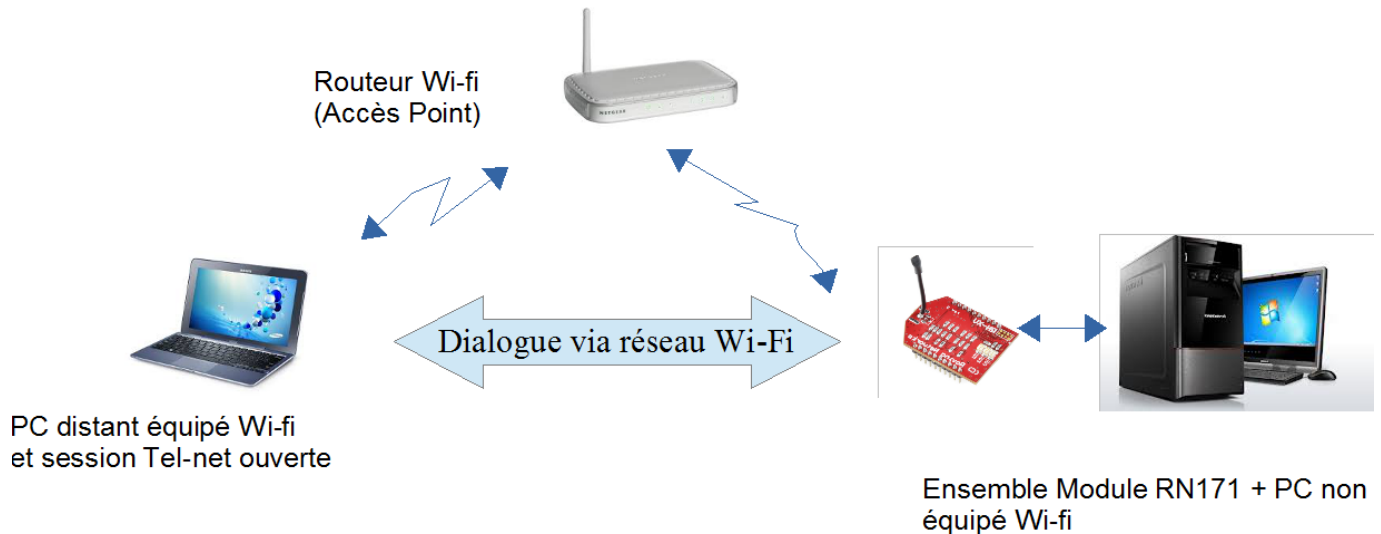 Routeur Wi-fi
(Accès Point)
NETGEAR
Dialogue via réseau Wi-Fi
PC distant équipé Wi-fi
et session Tel-net ouverte
Ensemble Module RN171 + PC non
équipé Wi-fi